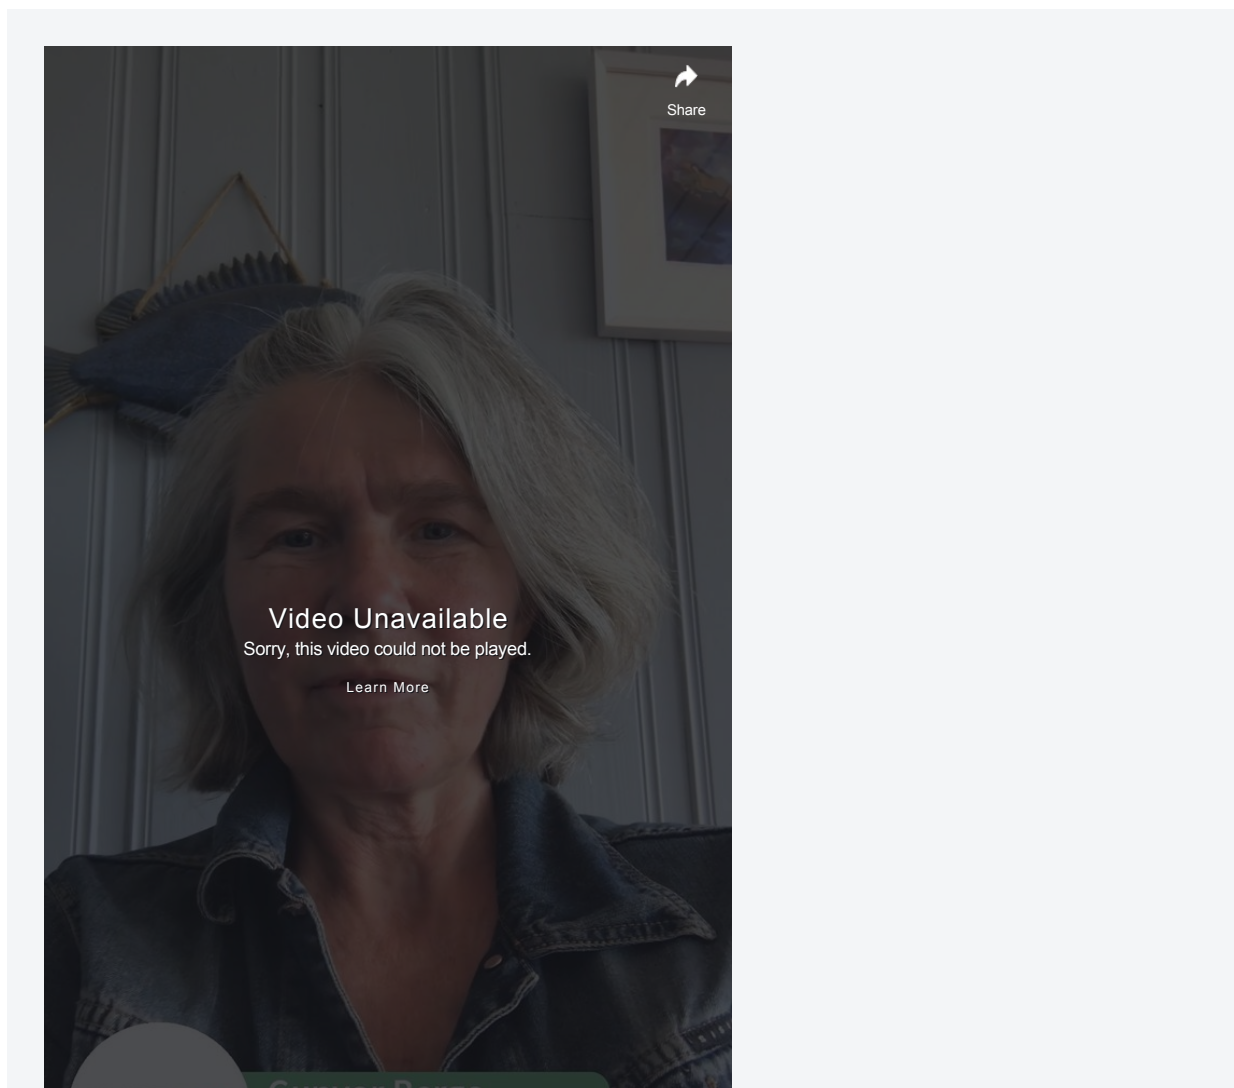 Share
Video Unavailable
Sorry, this video could not be played.
Learn More